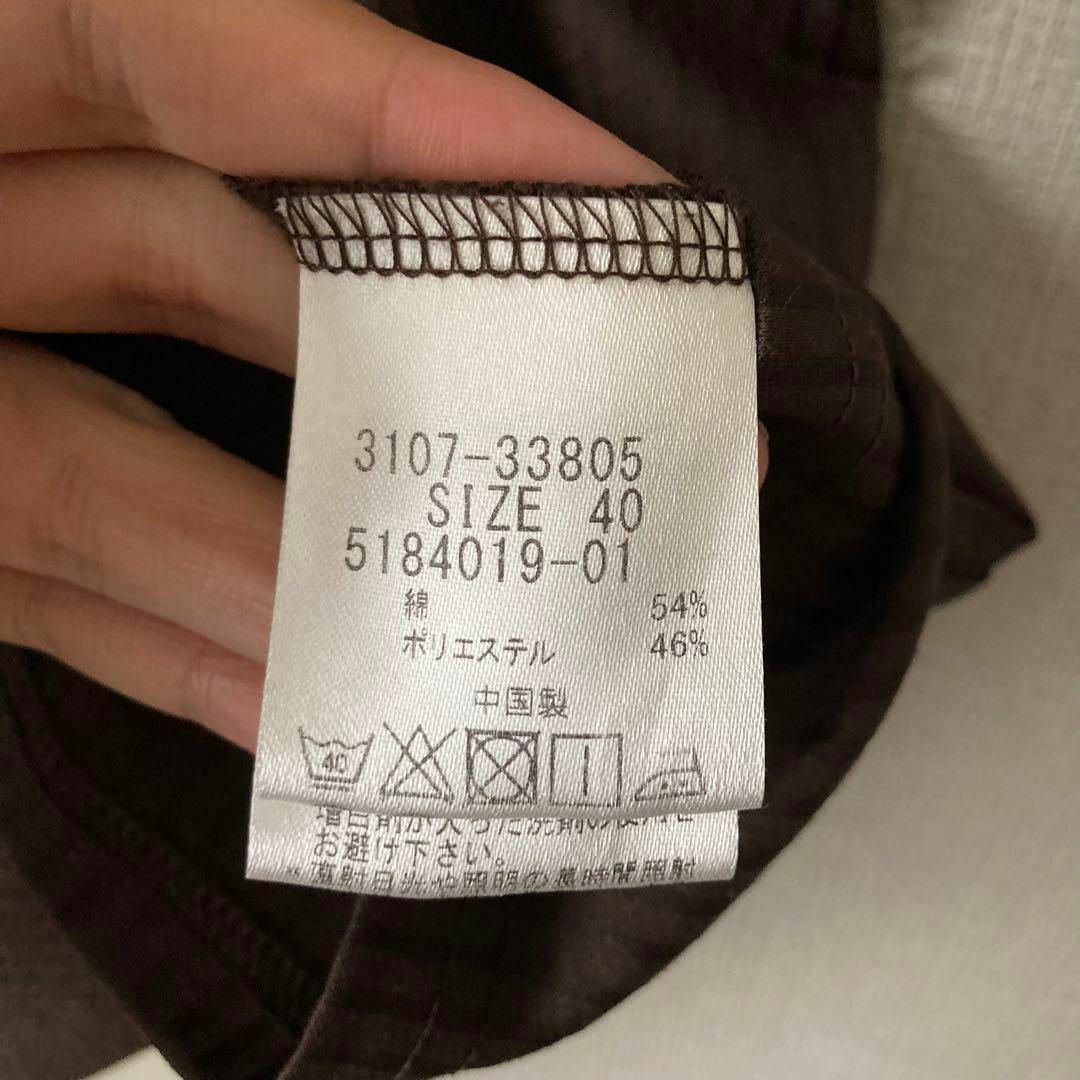 3107-33805
SIZE 40
5184019-01
綿 54%
ポリエステル 46%
中国製
40
お避け下さい。